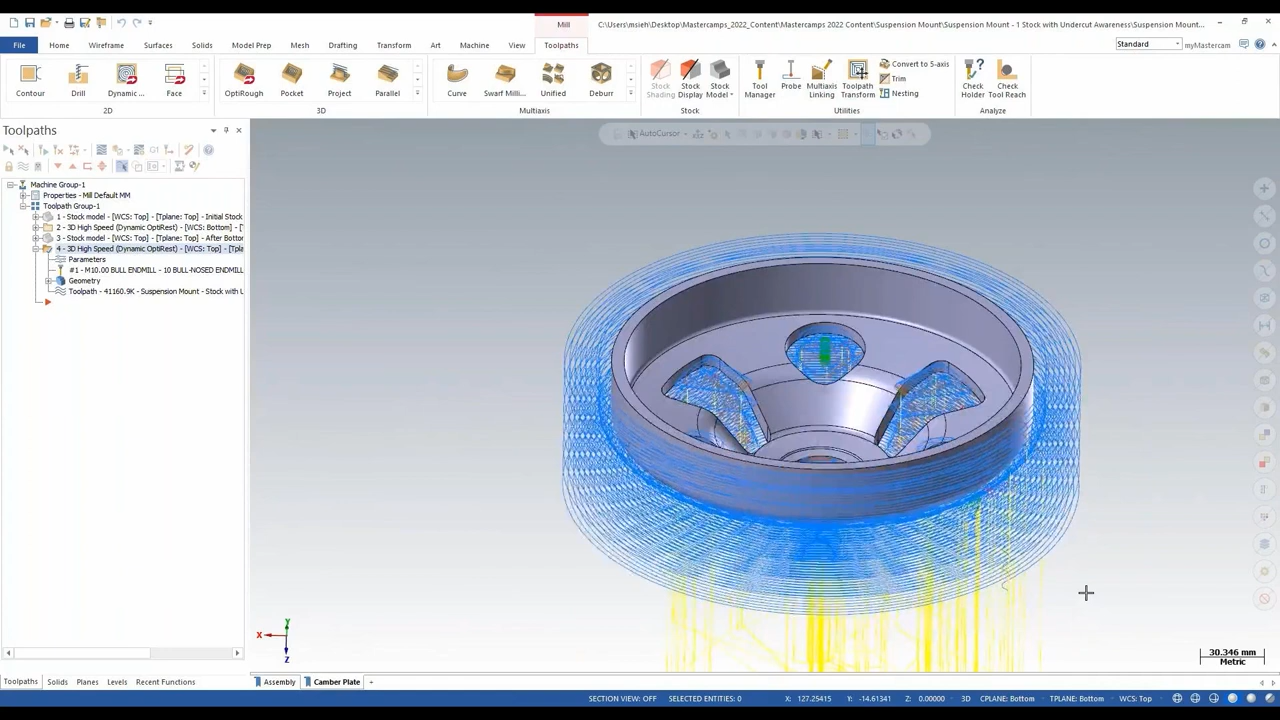 Mill
C:\Users\msieh\Desktop\Mastercamps_2022_Content\Mastercamps 2022 Content\Suspension Mount\Suspension Mount - 1 Stock with Undercut Awareness\Suspension Mount...
File Home Wireframe Surfaces Solids Model Prep Mesh Drafting Transform Art Machine View Toolpaths
Standard myMastercam
Contour Drill Dynamic ... Face
2D
OptiRough Pocket Project Parallel
3D
Curve Swarf Milli... Unified Deburr
Multiaxis
Stock Shading Stock Display Stock Model
Stock
Tool Manager Probe Multiaxis Linking Toolpath Transform
Convert to 5-axis
Trim
Nesting
Utilities
Check Holder Check Tool Reach
Analyze
Toolpaths
AutoCursor
Machine Group-1
Properties - Mill Default MM
Toolpath Group-1
1 - Stock model - [WCS: Top] - [Tplane: Top] - Initial Stock
2 - 3D High Speed (Dynamic OptiRest) - [WCS: Bottom] - [T
3 - Stock model - [WCS: Top] - [Tplane: Top] - After Bottom
4 - 3D High Speed (Dynamic OptiRest) - [WCS: Top] - [Tpla
Parameters
#1 - M10.00 BULL ENDMILL - 10 BULL-NOSED ENDMILL
Geometry
Toolpath - 41160.9K - Suspension Mount - Stock with U
X Y Z
30.346 mm
Metric
Toolpaths Solids Planes Levels Recent Functions
Assembly Camber Plate +
SECTION VIEW: OFF SELECTED ENTITIES: 0 X: 127.25415 Y: -14.61341 Z: 0.00000 3D CPLANE: Bottom TPLANE: Bottom WCS: Top